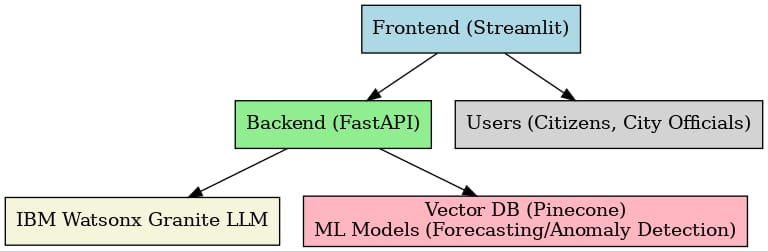 Frontend (Streamlit)
Backend (FastAPI)
Users (Citizens, City Officials)
IBM Watsonx Granite LLM
Vector DB (Pinecone)
ML Models (Forecasting/Anomaly Detection)